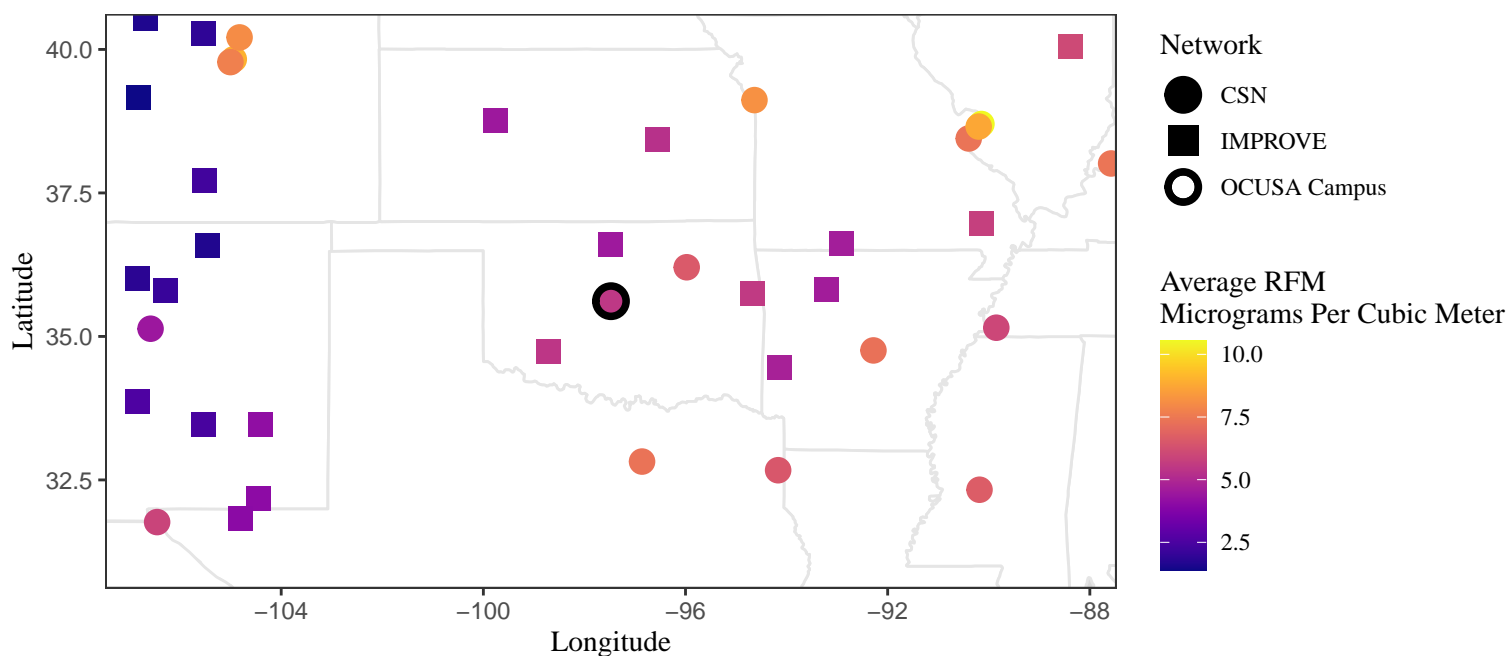 40.0
37.5
35.0
32.5
Latitude
−104
−100
−96
−92
−88
Longitude
Network
CSN
IMPROVE
OCUSA Campus
Average RFM
Micrograms Per Cubic Meter
10.0
7.5
5.0
2.5